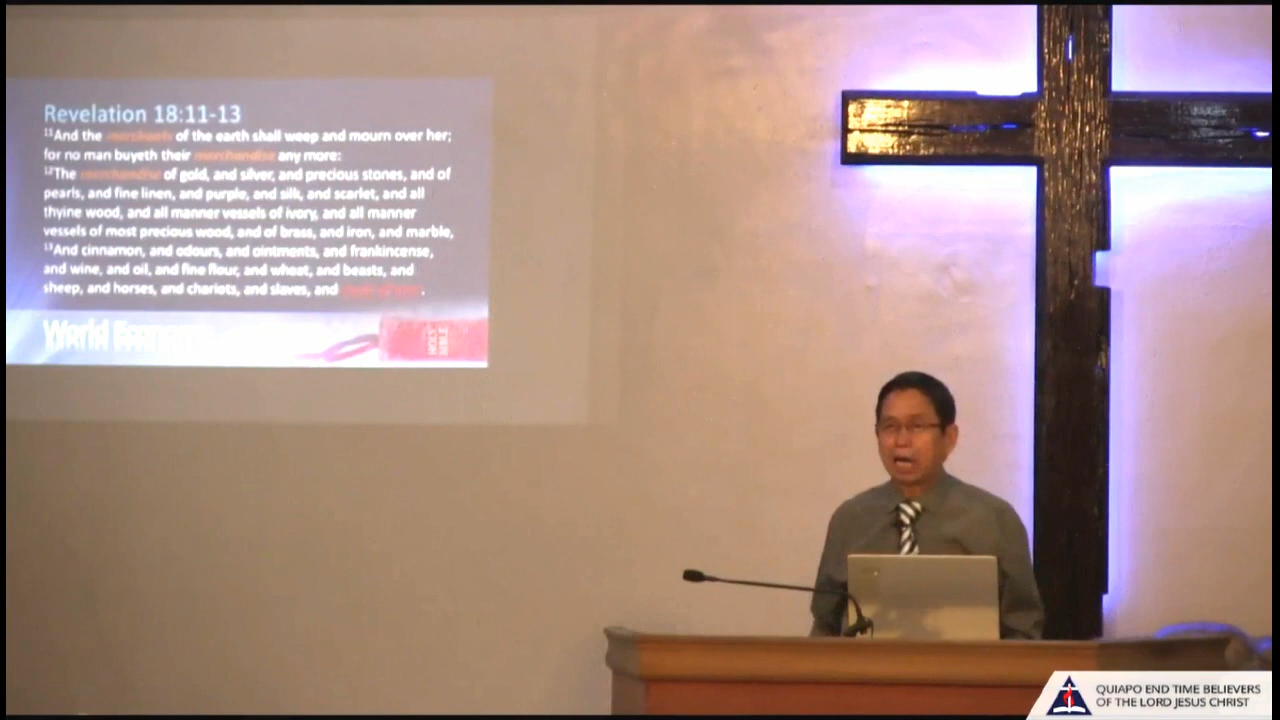 Revelation 18:11-13
11And the merchants of the earth shall weep and mourn over her;
for no man buyeth their merchandise any more:
12The merchandise of gold, and silver, and precious stones, and of
pearls, and fine linen, and purple, and silk, and scarlet, and all
thyine wood, and all manner vessels of ivory, and all manner
vessels of most precious wood, and of brass, and iron, and marble,
13And cinnamon, and odours, and ointments, and frankincense,
and wine, and oil, and fine flour, and wheat, and beasts, and
sheep, and horses, and chariots, and slaves, and
World
HOLY
BIBLE
QUIAPO END TIME BELIEVERS
OF THE LORD JESUS CHRIST